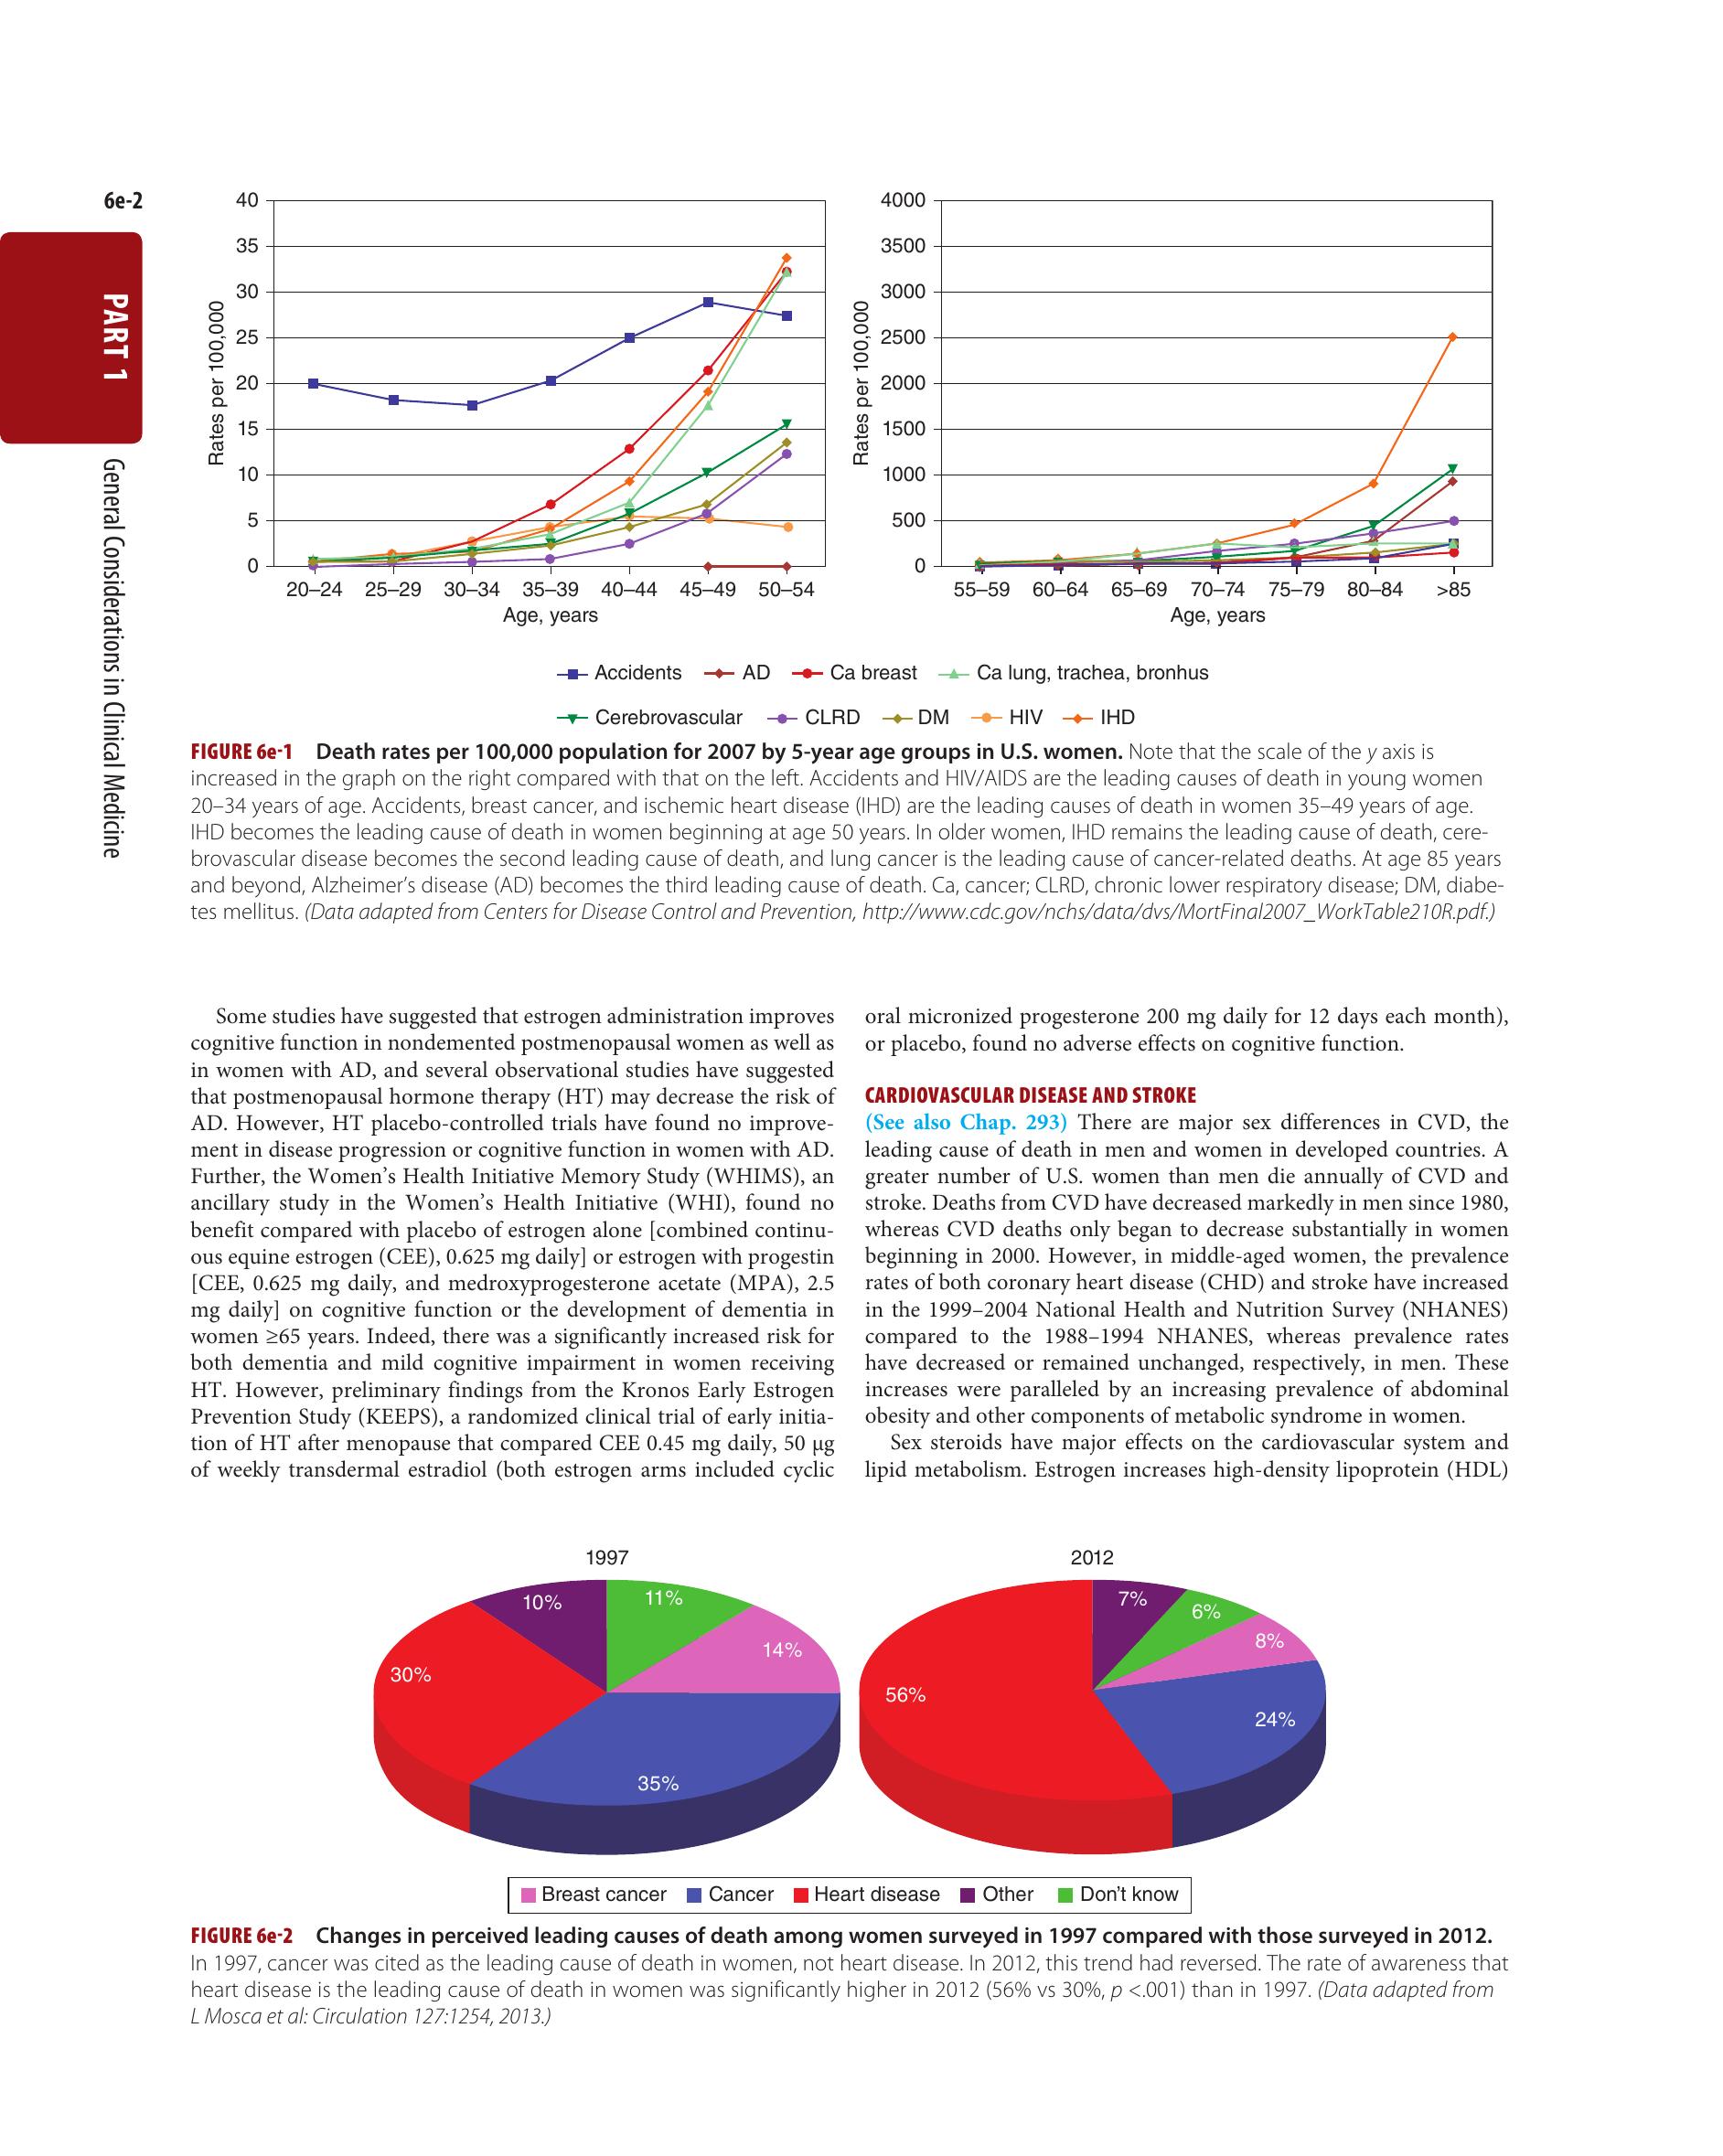 6e-2
PART 1
General Considerations in Clinical Medicine
40
35
30
25
20
15
10
5
0
Rates per 100,000
20–24 25–29 30–34 35–39 40–44 45–49 50–54
Age, years
4000
3500
3000
2500
2000
1500
1000
500
0
Rates per 100,000
55–59 60–64 65–69 70–74 75–79 80–84 >85
Age, years
Accidents AD Ca breast Ca lung, trachea, bronhus
Cerebrovascular CLRD DM HIV IHD
FIGURE 6e-1 Death rates per 100,000 population for 2007 by 5-year age groups in U.S. women. Note that the scale of the y axis is
increased in the graph on the right compared with that on the left. Accidents and HIV/AIDS are the leading causes of death in young women
20–34 years of age. Accidents, breast cancer, and ischemic heart disease (IHD) are the leading causes of death in women 35–49 years of age.
IHD becomes the leading cause of death in women beginning at age 50 years. In older women, IHD remains the leading cause of death, cere-
brovascular disease becomes the second leading cause of death, and lung cancer is the leading cause of cancer-related deaths. At age 85 years
and beyond, Alzheimer's disease (AD) becomes the third leading cause of death. Ca, cancer; CLRD, chronic lower respiratory disease; DM, diabe-
tes mellitus. (Data adapted from Centers for Disease Control and Prevention, http://www.cdc.gov/nchs/data/dvs/MortFinal2007_WorkTable210R.pdf.)
Some studies have suggested that estrogen administration improves
cognitive function in nondemented postmenopausal women as well as
in women with AD, and several observational studies have suggested
that postmenopausal hormone therapy (HT) may decrease the risk of
AD. However, HT placebo-controlled trials have found no improve-
ment in disease progression or cognitive function in women with AD.
Further, the Women's Health Initiative Memory Study (WHIMS), an
ancillary study in the Women's Health Initiative (WHI), found no
benefit compared with placebo of estrogen alone [combined continu-
ous equine estrogen (CEE), 0.625 mg daily] or estrogen with progestin
[CEE, 0.625 mg daily, and medroxyprogesterone acetate (MPA), 2.5
mg daily] on cognitive function or the development of dementia in
women ≥65 years. Indeed, there was a significantly increased risk for
both dementia and mild cognitive impairment in women receiving
HT. However, preliminary findings from the Kronos Early Estrogen
Prevention Study (KEEPS), a randomized clinical trial of early initia-
tion of HT after menopause that compared CEE 0.45 mg daily, 50 μg
of weekly transdermal estradiol (both estrogen arms included cyclic
oral micronized progesterone 200 mg daily for 12 days each month),
or placebo, found no adverse effects on cognitive function.
CARDIOVASCULAR DISEASE AND STROKE
(See also Chap. 293) There are major sex differences in CVD, the
leading cause of death in men and women in developed countries. A
greater number of U.S. women than men die annually of CVD and
stroke. Deaths from CVD have decreased markedly in men since 1980,
whereas CVD deaths only began to decrease substantially in women
beginning in 2000. However, in middle-aged women, the prevalence
rates of both coronary heart disease (CHD) and stroke have increased
in the 1999–2004 National Health and Nutrition Survey (NHANES)
compared to the 1988–1994 NHANES, whereas prevalence rates
have decreased or remained unchanged, respectively, in men. These
increases were paralleled by an increasing prevalence of abdominal
obesity and other components of metabolic syndrome in women.
Sex steroids have major effects on the cardiovascular system and
lipid metabolism. Estrogen increases high-density lipoprotein (HDL)
1997
10%
11%
14%
30%
35%
2012
7%
6%
8%
56%
24%
Breast cancer Cancer Heart disease Other Don't know
FIGURE 6e-2 Changes in perceived leading causes of death among women surveyed in 1997 compared with those surveyed in 2012.
In 1997, cancer was cited as the leading cause of death in women, not heart disease. In 2012, this trend had reversed. The rate of awareness that
heart disease is the leading cause of death in women was significantly higher in 2012 (56% vs 30%, p <.001) than in 1997. (Data adapted from
L Mosca et al: Circulation 127:1254, 2013.)